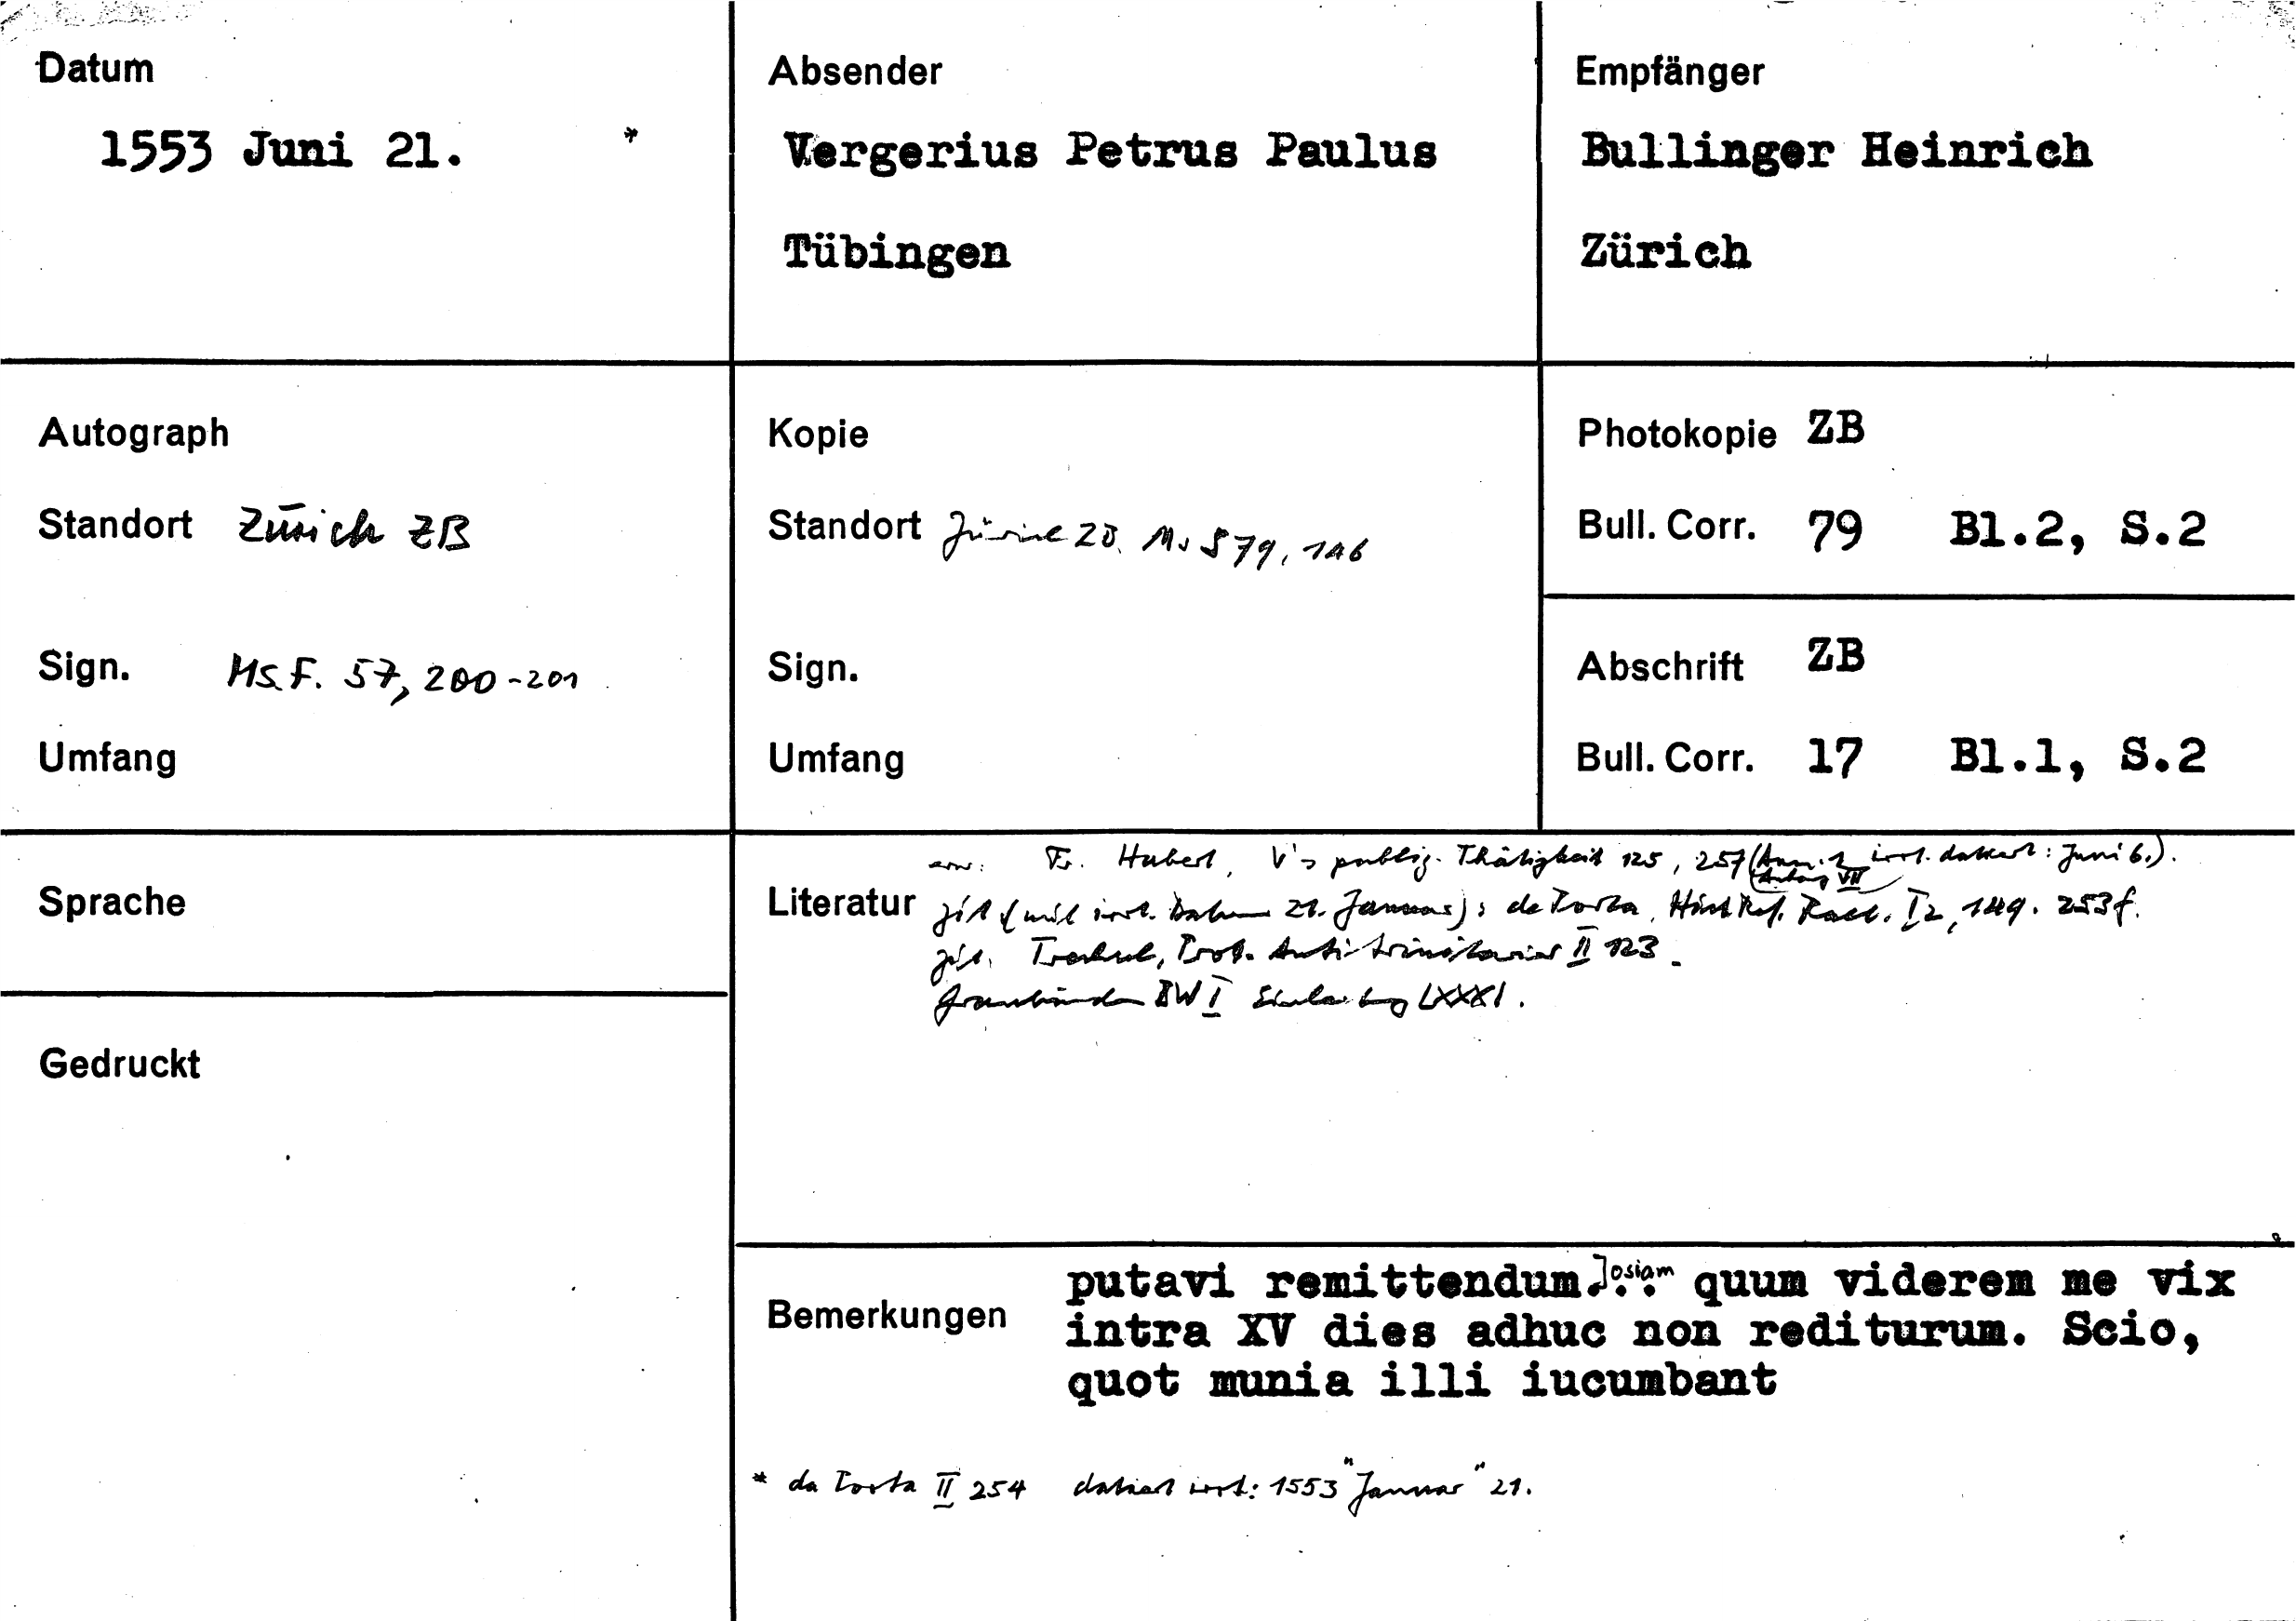 Datum
1553 Juni 21. *
Absender
Vergerius Petrus Paulus
Tübingen
Empfänger
Bullinger Heinrich
Zürich
Autograph
Standort Zürich ZB
Sign. Ms. F. 57, 200-201
Umfang
Kopie
Standort Zürich ZB. Ms S 79, 146
Sign.
Umfang
Photokopie ZB
Bull. Corr. 79 Bl.2, S.2
Abschrift ZB
Bull. Corr. 17 Bl.1, S.2
Sprache
Gedruckt
Literatur
erw: Fr. Hubert, V's publiz. Thätigkeit 125, 257 (Anm. 1 irrt. datiert: Juni 6.).
Anhang VII
zit (mit irrt. Datum 21. Januar): de Porta, Hist Ref. Raet. I2, 149. 253f.
zit. Trechsel, Prot. Antitrinitarier II 123.
Graubünden BW I Einleitung LXXXI.
Bemerkungen
putavi remittendum Josiam quum viderem me vix
intra XV dies adhuc non rediturum. Scio,
quot munia illi iucumbant
* da Porta II 254 datiert irrt: 1553 "Januar" 21.